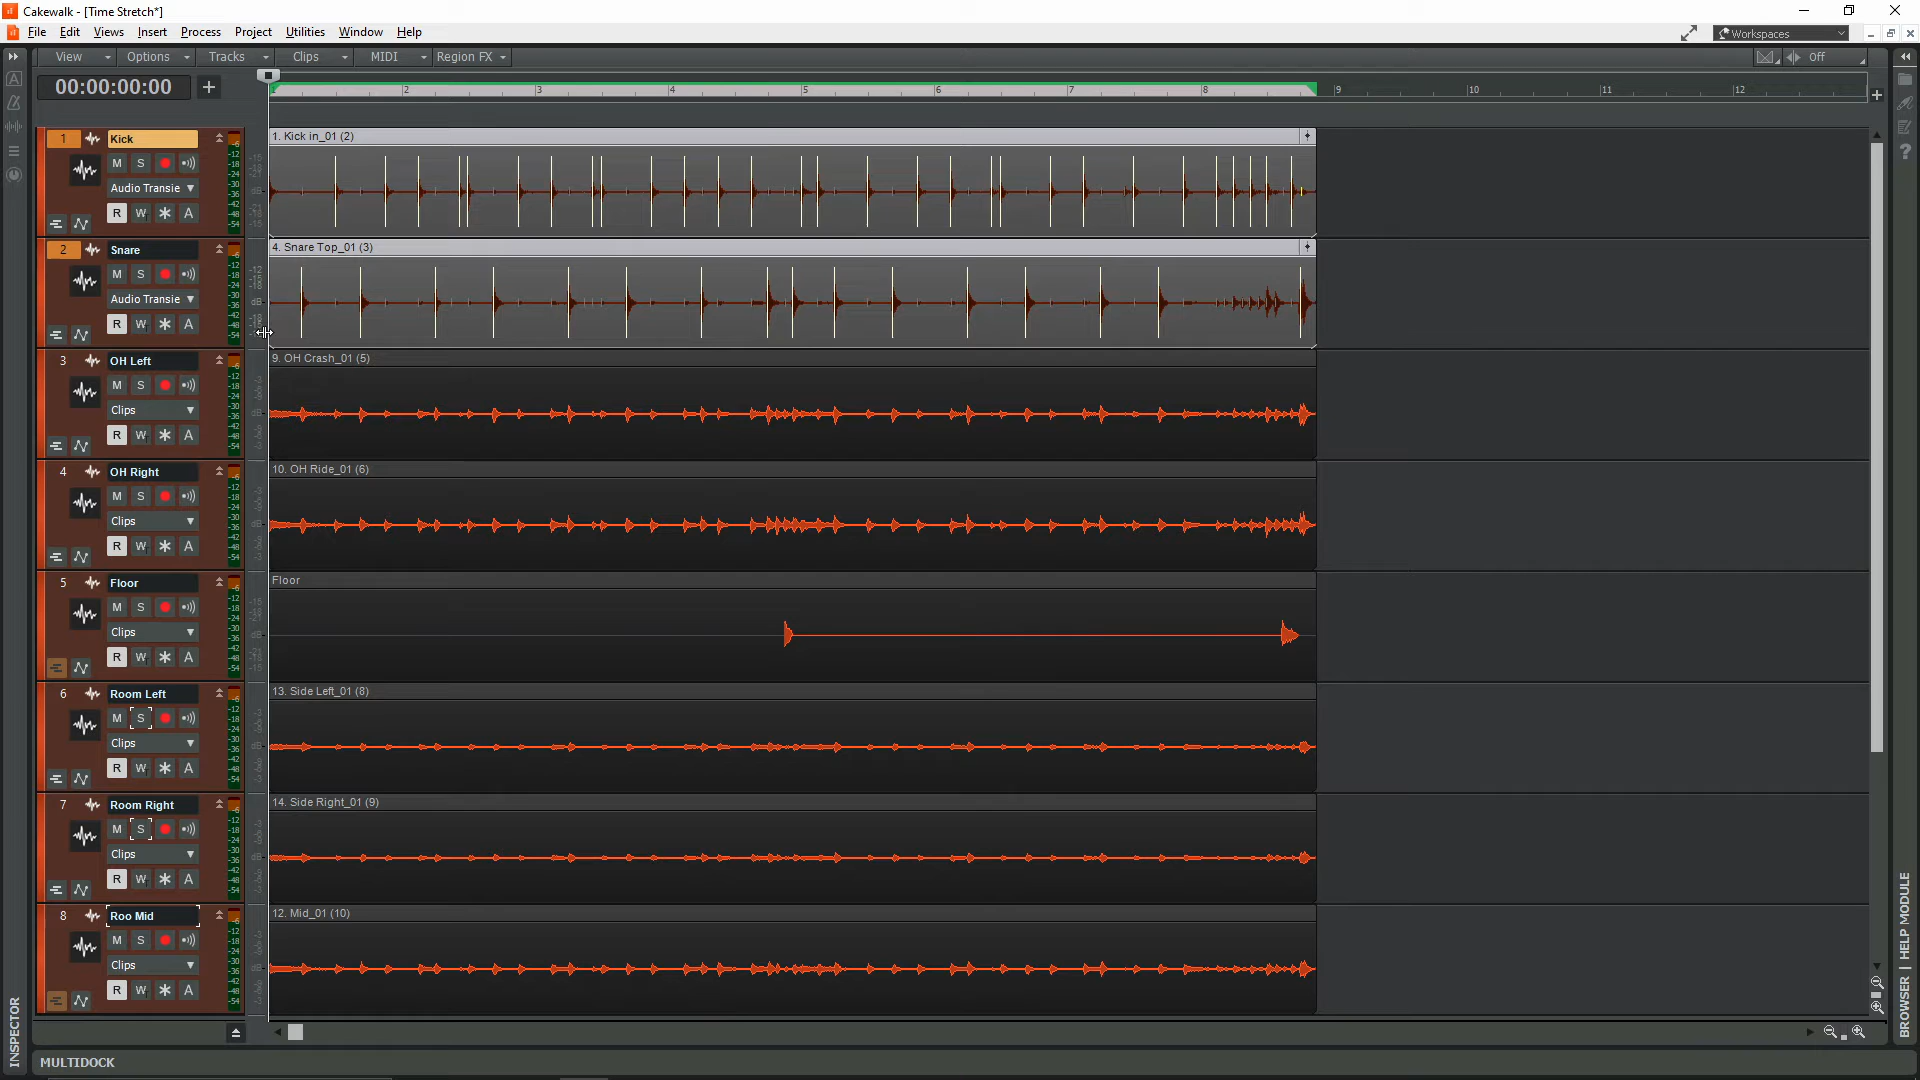 Cakewalk - [Time Stretch*]
File Edit Views Insert Process Project Utilities Window Help
Workspaces
View Options Tracks Clips MIDI Region FX Off
00:00:00:00
2 3 4 5 6 7 8 9 10 11 12
1 Kick
M S
Audio Transie
R W A
1. Kick in_01 (2)
2 Snare
M S
Audio Transie
R W A
4. Snare Top_01 (3)
3 OH Left
M S
Clips
R W A
9. OH Crash_01 (5)
4 OH Right
M S
Clips
R W A
10. OH Ride_01 (6)
5 Floor
M S
Clips
R W A
Floor
6 Room Left
M S
Clips
R W A
13. Side Left_01 (8)
7 Room Right
M S
Clips
R W A
14. Side Right_01 (9)
8 Roo Mid
M S
Clips
R W A
12. Mid_01 (10)
INSPECTOR
BROWSER | HELP MODULE
MULTIDOCK